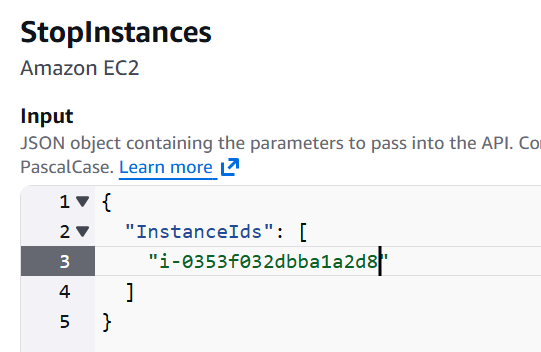 StopInstances
Amazon EC2
Input
JSON object containing the parameters to pass into the API. Co
PascalCase. Learn more
1 {
2 "InstanceIds": [
3 "i-0353f032dbba1a2d8"
4 ]
5 }